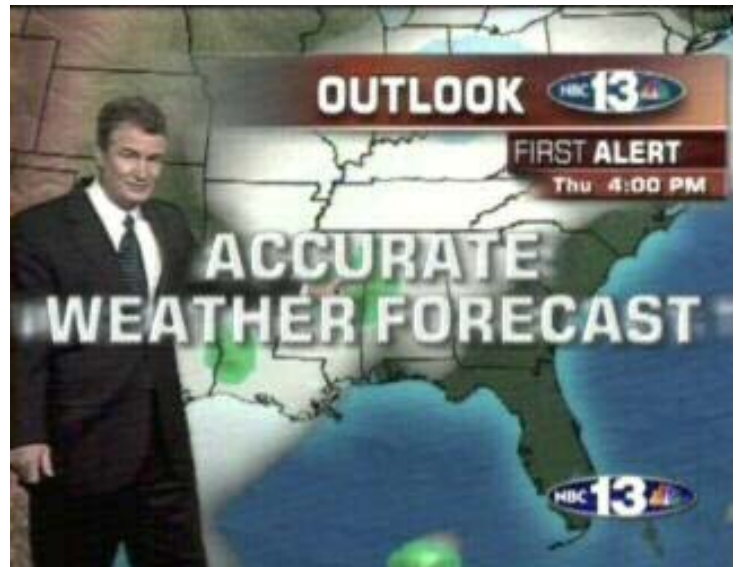 OUTLOOK NBC 13
FIRST ALERT
Thu 4:00 PM
ACCURATE
WEATHER FORECAST
NBC 13